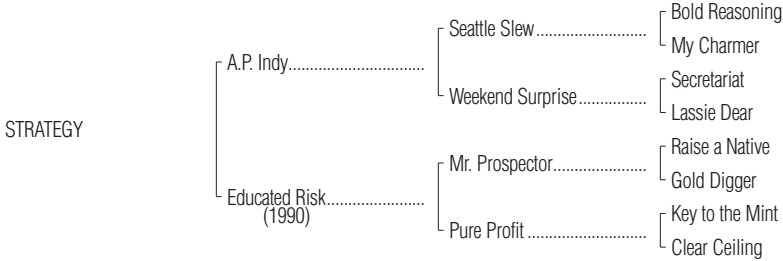 Bold Reasoning
Seattle Slew..........................
My Charmer
A.P. Indy................................
Secretariat
Weekend Surprise................
Lassie Dear
STRATEGY
Raise a Native
Mr. Prospector......................
Gold Digger
Educated Risk.......................
(1990)
Key to the Mint
Pure Profit ............................
Clear Ceiling